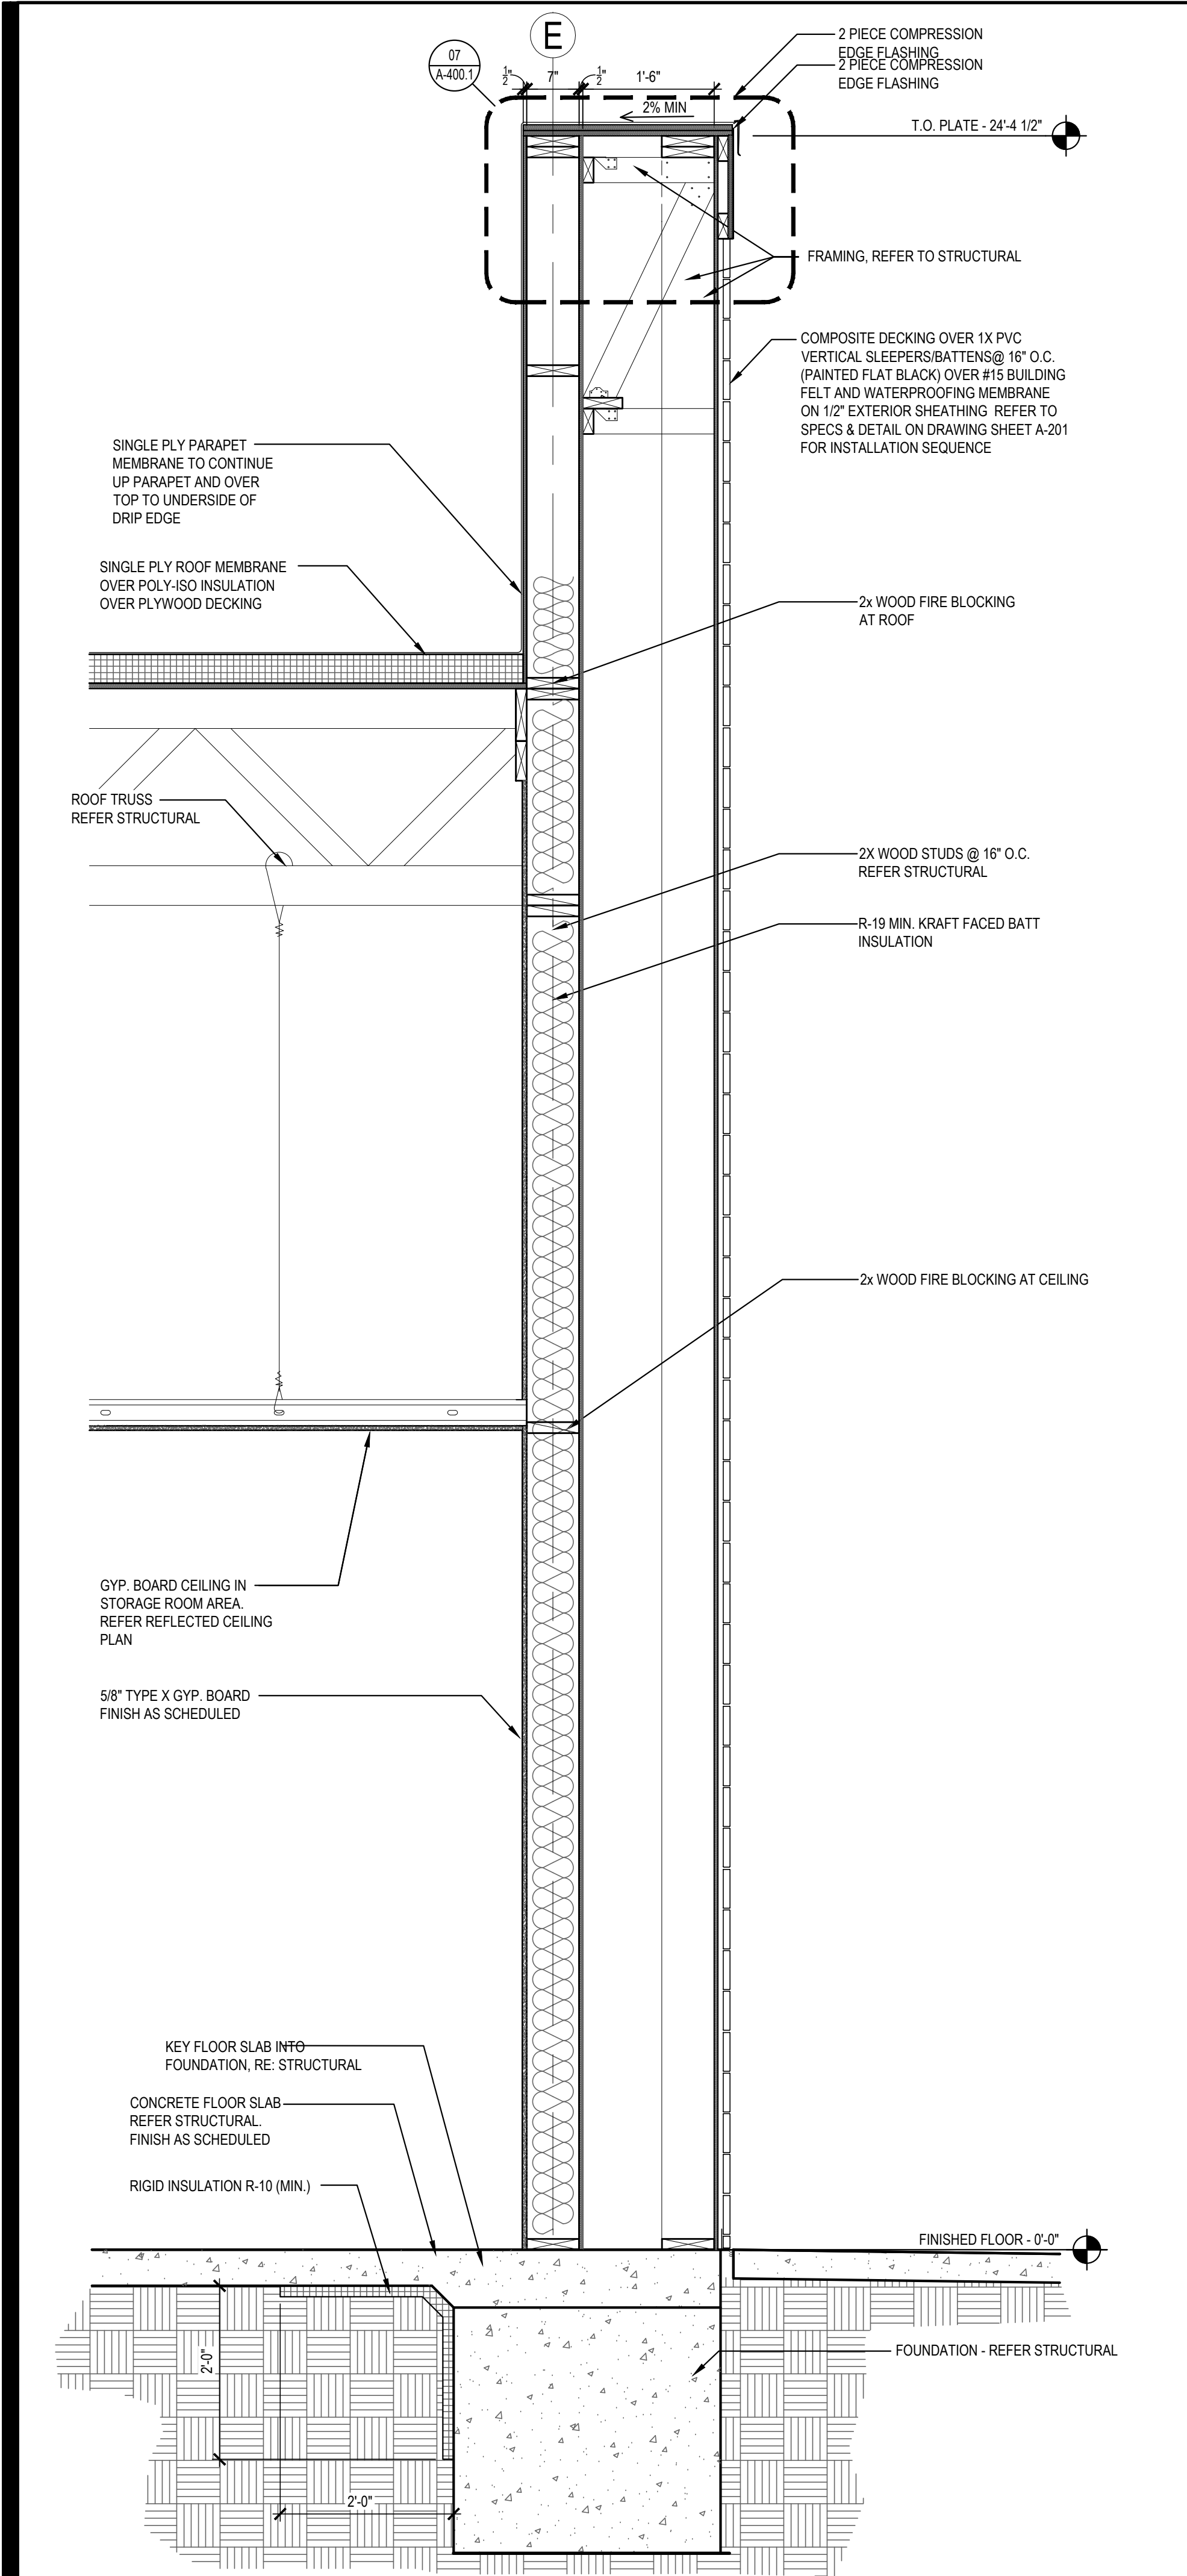 E
07
A-400.1
1/2"
7"
1/2"
1'-6"
2% MIN
2 PIECE COMPRESSION
EDGE FLASHING
2 PIECE COMPRESSION
EDGE FLASHING
T.O. PLATE - 24'-4 1/2"
FRAMING, REFER TO STRUCTURAL
COMPOSITE DECKING OVER 1X PVC
VERTICAL SLEEPERS/BATTENS@ 16" O.C.
(PAINTED FLAT BLACK) OVER #15 BUILDING
FELT AND WATERPROOFING MEMBRANE
ON 1/2" EXTERIOR SHEATHING REFER TO
SPECS & DETAIL ON DRAWING SHEET A-201
FOR INSTALLATION SEQUENCE
SINGLE PLY PARAPET
MEMBRANE TO CONTINUE
UP PARAPET AND OVER
TOP TO UNDERSIDE OF
DRIP EDGE
SINGLE PLY ROOF MEMBRANE
OVER POLY-ISO INSULATION
OVER PLYWOOD DECKING
2x WOOD FIRE BLOCKING
AT ROOF
ROOF TRUSS
REFER STRUCTURAL
2X WOOD STUDS @ 16" O.C.
REFER STRUCTURAL
R-19 MIN. KRAFT FACED BATT
INSULATION
2x WOOD FIRE BLOCKING AT CEILING
GYP. BOARD CEILING IN
STORAGE ROOM AREA.
REFER REFLECTED CEILING
PLAN
5/8" TYPE X GYP. BOARD
FINISH AS SCHEDULED
KEY FLOOR SLAB INTO
FOUNDATION, RE: STRUCTURAL
CONCRETE FLOOR SLAB
REFER STRUCTURAL.
FINISH AS SCHEDULED
RIGID INSULATION R-10 (MIN.)
FINISHED FLOOR - 0'-0"
FOUNDATION - REFER STRUCTURAL
2'-0"
2'-0"